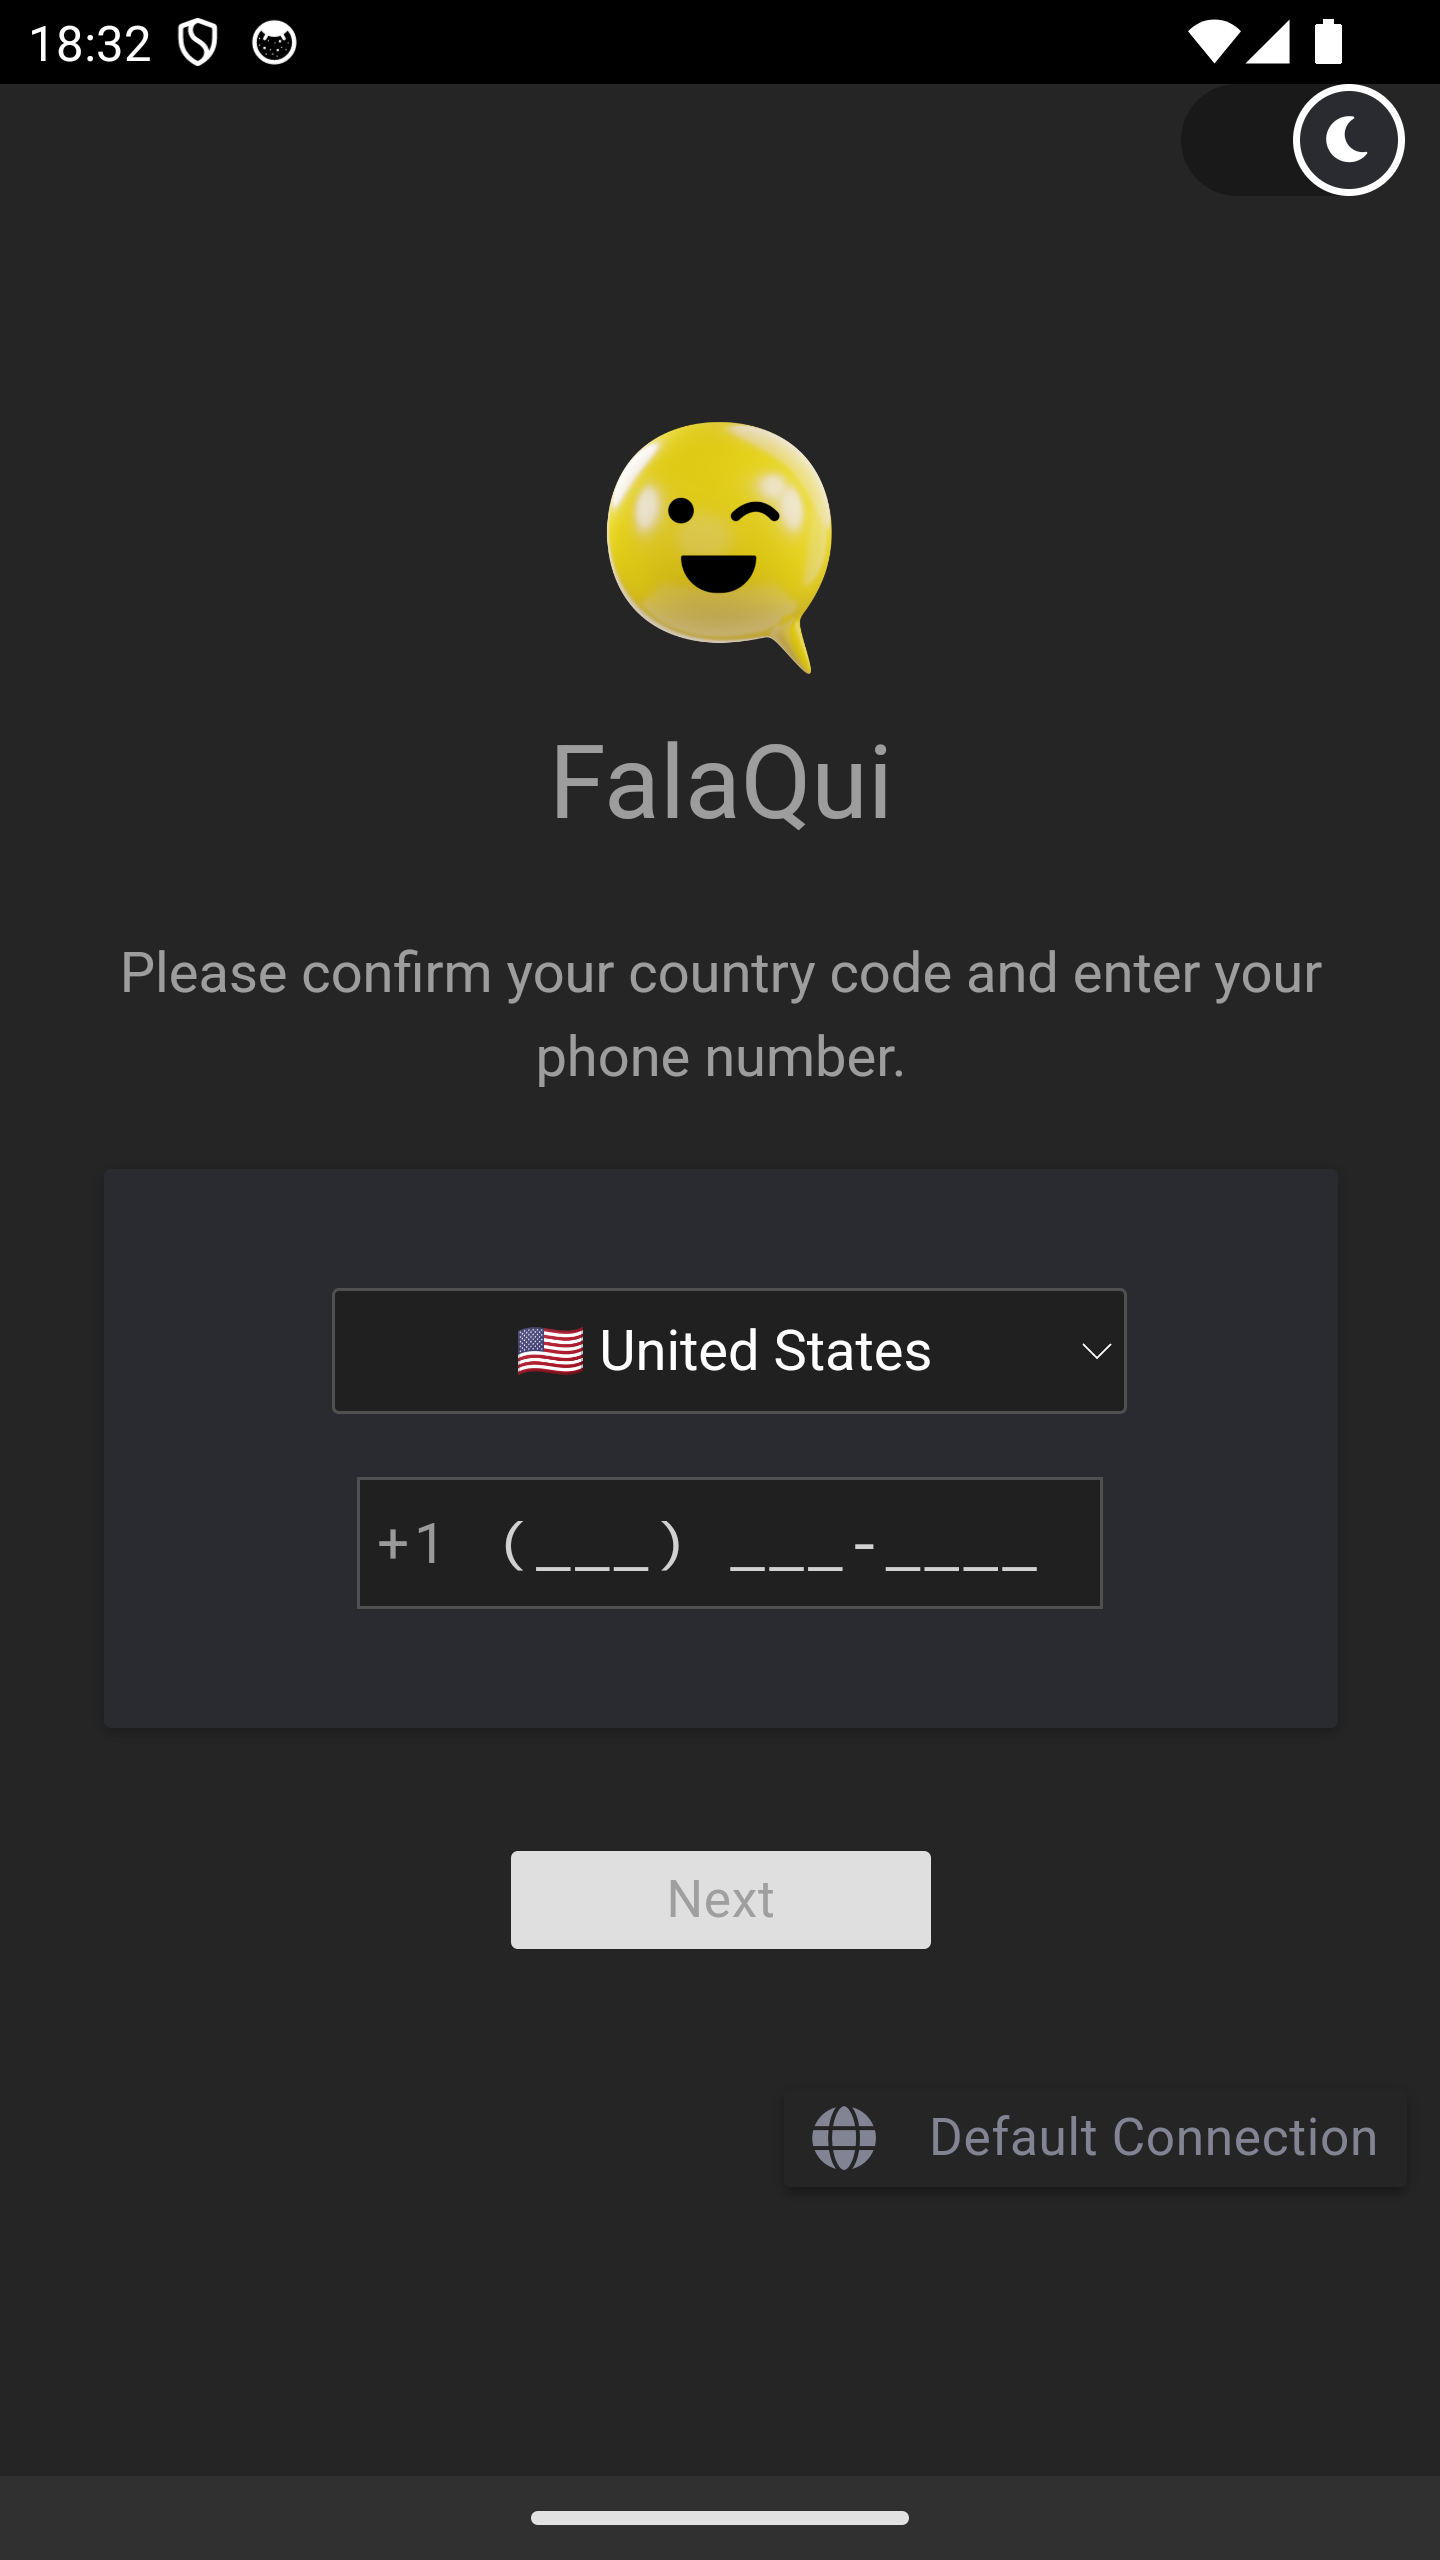 18:32
FalaQui
Please confirm your country code and enter your
phone number.
🇺🇸 United States
+1 (___) ___-____
Next
Default Connection